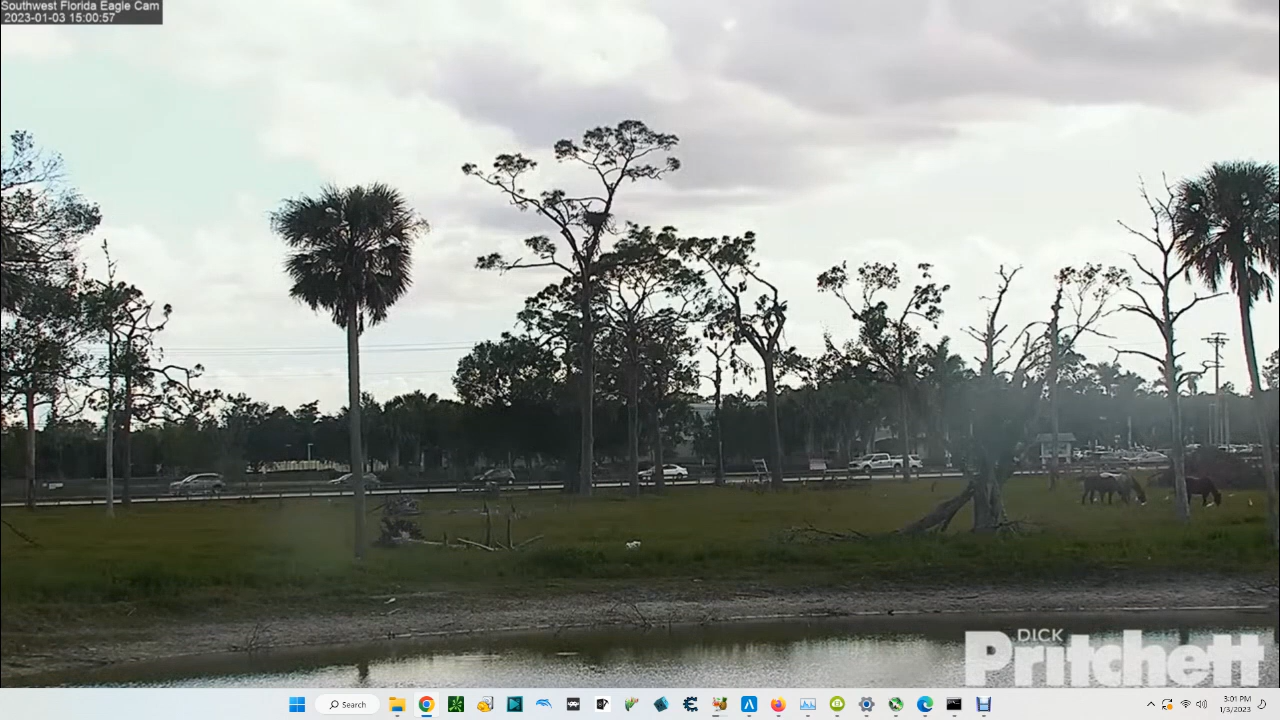 Southwest Florida Eagle Cam
2023-01-03 15:00:57
DICK
Pritchett
Search
3:01 PM
1/3/2023